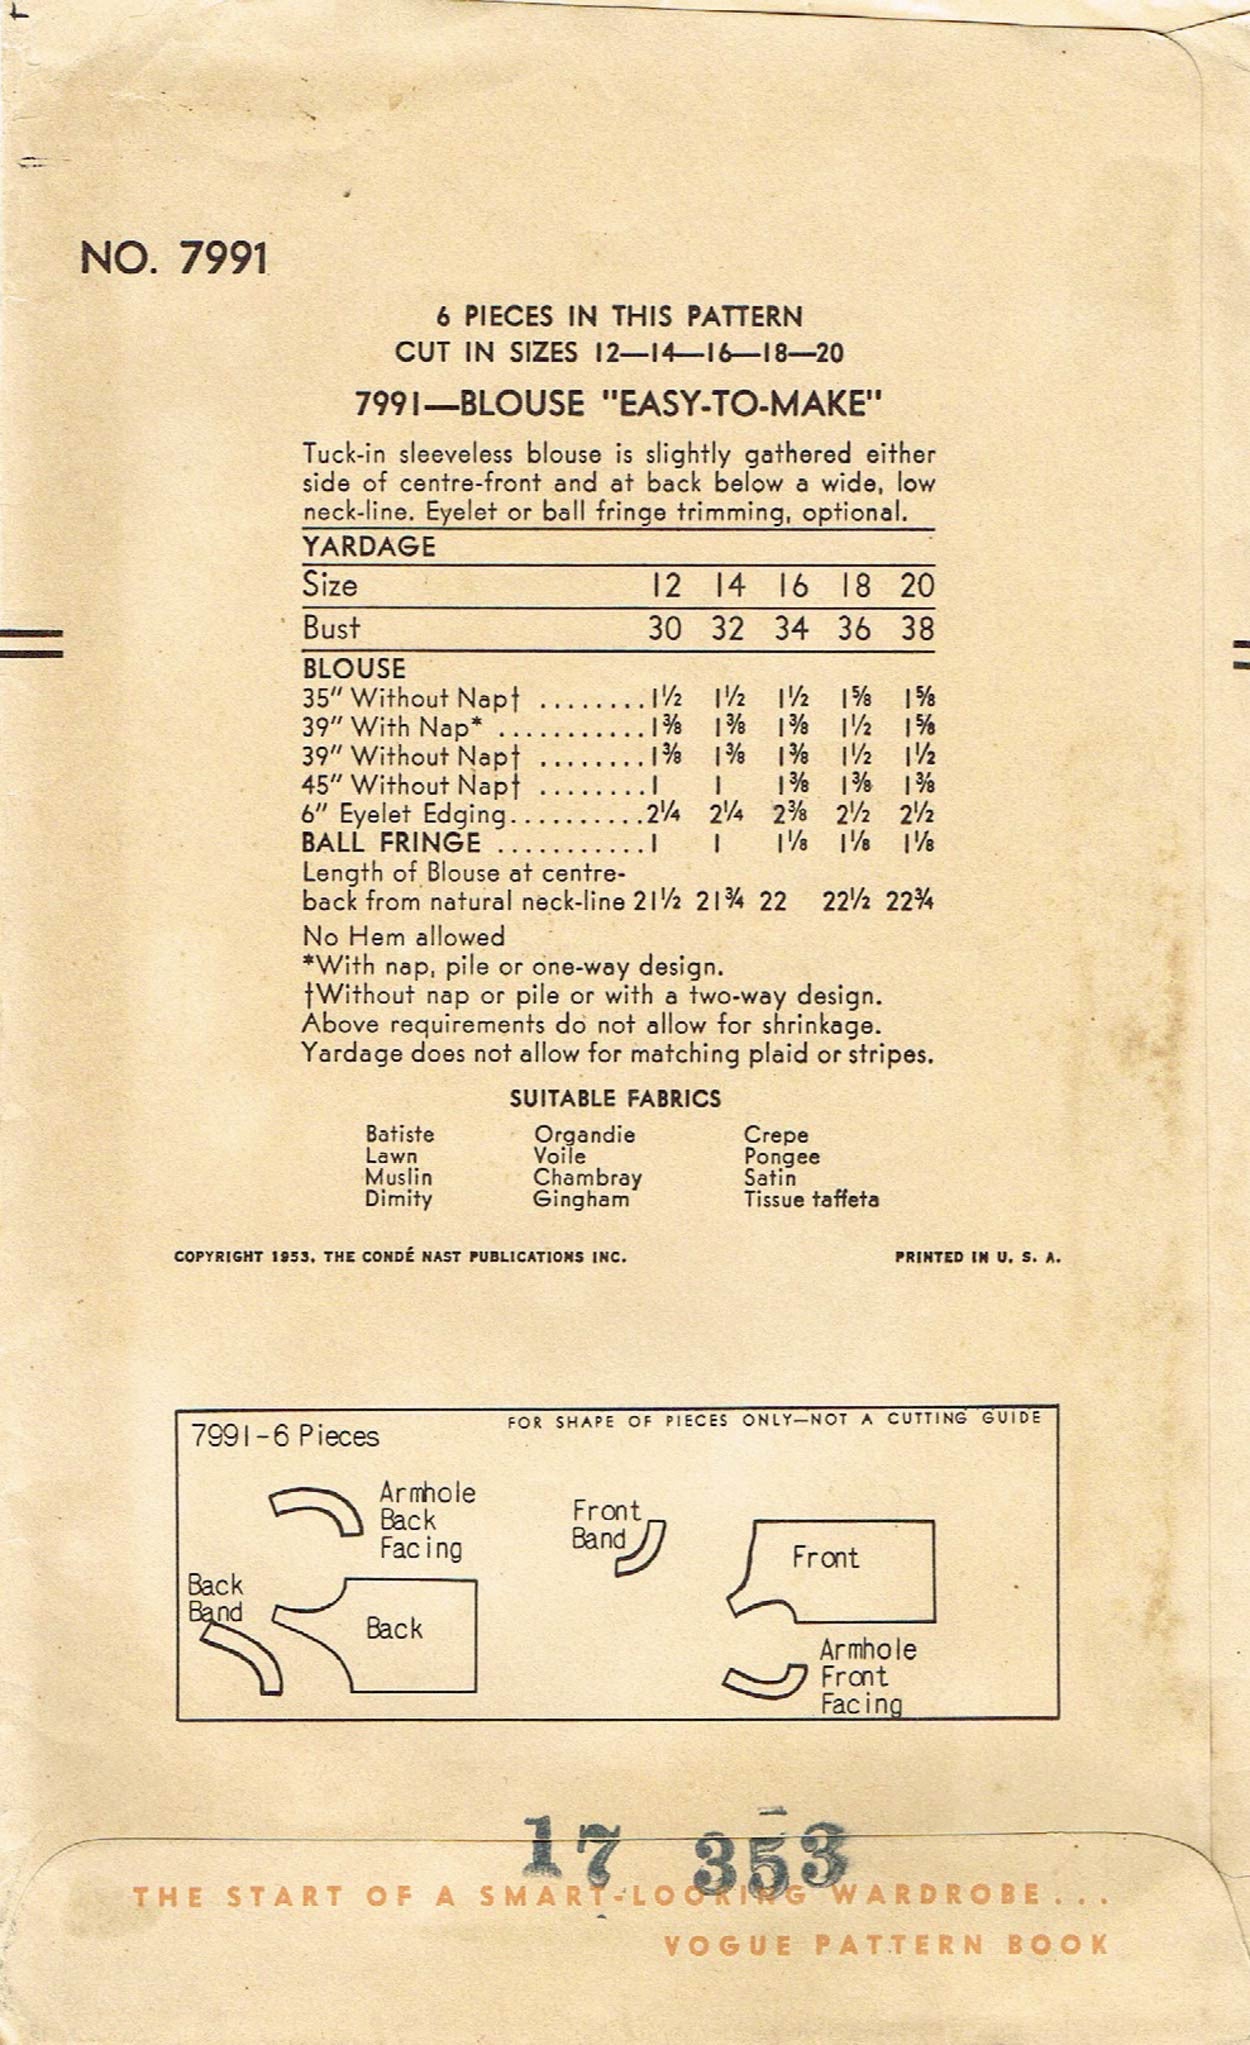 NO. 7991
6 PIECES IN THIS PATTERN
CUT IN SIZES 12—14—16—18—20
7991—BLOUSE "EASY-TO-MAKE"
Tuck-in sleeveless blouse is slightly gathered either
side of centre-front and at back below a wide, low
neck-line. Eyelet or ball fringe trimming, optional.
YARDAGE
Size 12 14 16 18 20
Bust 30 32 34 36 38
BLOUSE
35" Without Nap† ........ 1½ 1½ 1½ 1⅝ 1⅝
39" With Nap* ........... 1⅜ 1⅜ 1⅜ 1½ 1⅝
39" Without Nap† ........ 1⅜ 1⅜ 1⅜ 1½ 1½
45" Without Nap† ........ 1 1 1⅜ 1⅜ 1⅜
6" Eyelet Edging.......... 2¼ 2¼ 2⅜ 2½ 2½
BALL FRINGE ........... 1 1 1⅛ 1⅛ 1⅛
Length of Blouse at centre-
back from natural neck-line 21½ 21¾ 22 22½ 22¾
No Hem allowed
*With nap, pile or one-way design.
†Without nap or pile or with a two-way design.
Above requirements do not allow for shrinkage.
Yardage does not allow for matching plaid or stripes.
SUITABLE FABRICS
Batiste Organdie Crepe
Lawn Voile Pongee
Muslin Chambray Satin
Dimity Gingham Tissue taffeta
COPYRIGHT 1953, THE CONDÉ NAST PUBLICATIONS INC. PRINTED IN U. S. A.
7991-6 Pieces
FOR SHAPE OF PIECES ONLY—NOT A CUTTING GUIDE
Armhole
Back
Facing
Front
Band
Front
Back
Band
Back
Armhole
Front
Facing
17 353
THE START OF A SMART-LOOKING WARDROBE...
VOGUE PATTERN BOOK